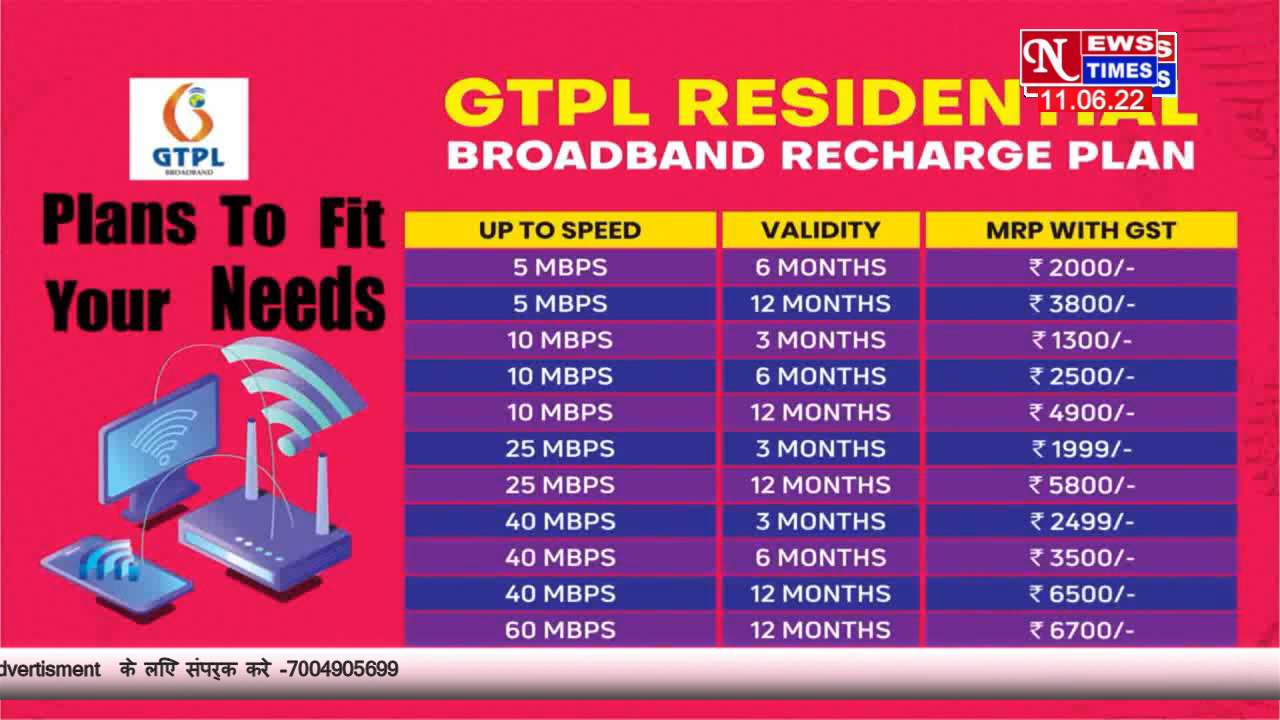 NEWS
TIMES
11.06.22
GTPL
BROADBAND
GTPL RESIDENTIAL
BROADBAND RECHARGE PLAN
Plans To Fit
Your Needs
UP TO SPEED VALIDITY MRP WITH GST
5 MBPS 6 MONTHS ₹ 2000/-
5 MBPS 12 MONTHS ₹ 3800/-
10 MBPS 3 MONTHS ₹ 1300/-
10 MBPS 6 MONTHS ₹ 2500/-
10 MBPS 12 MONTHS ₹ 4900/-
25 MBPS 3 MONTHS ₹ 1999/-
25 MBPS 12 MONTHS ₹ 5800/-
40 MBPS 3 MONTHS ₹ 2499/-
40 MBPS 6 MONTHS ₹ 3500/-
40 MBPS 12 MONTHS ₹ 6500/-
60 MBPS 12 MONTHS ₹ 6700/-
dvertisment के लिए संपर्क करे -7004905699